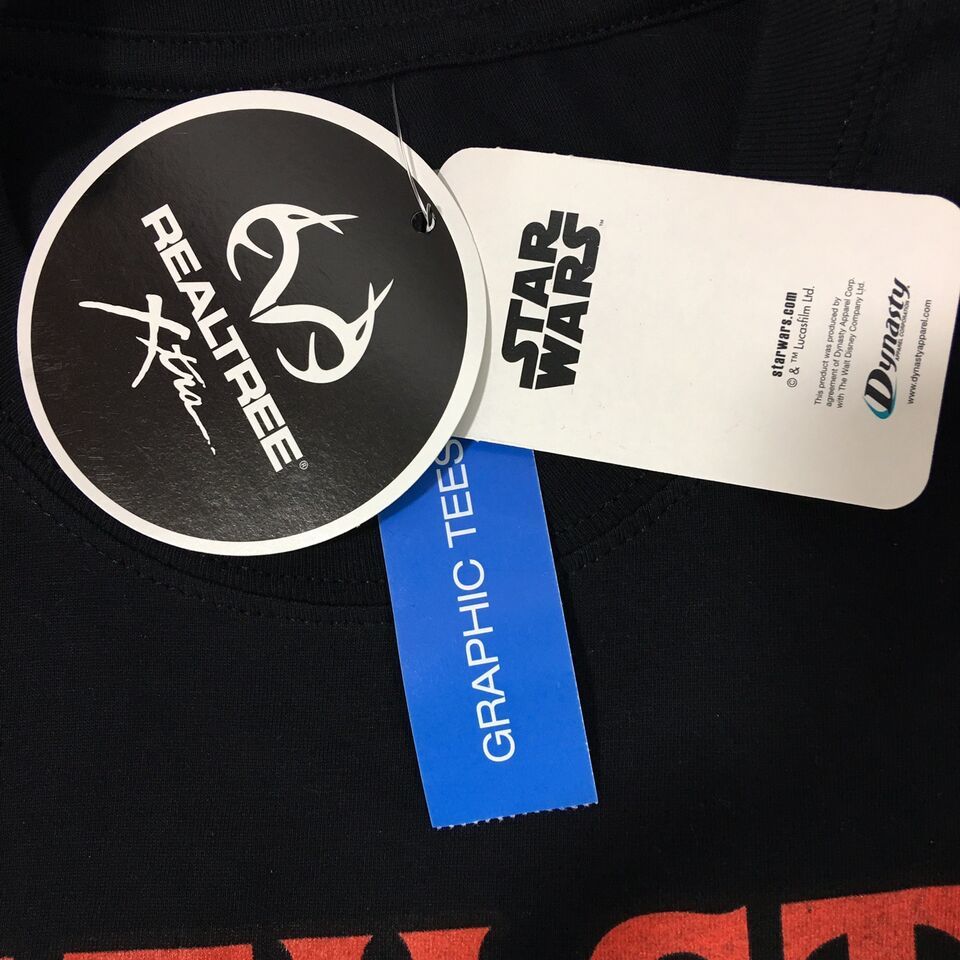 REALTREE®
Xtra
STAR
WARS™
starwars.com
© & ™ Lucasfilm Ltd.
This product was produced by
agreement of Dynasty Apparel Corp.
with The Walt Disney Company Ltd.
Dynasty
APPAREL CORPORATION
www.dynastyapparel.com
GRAPHIC TEES